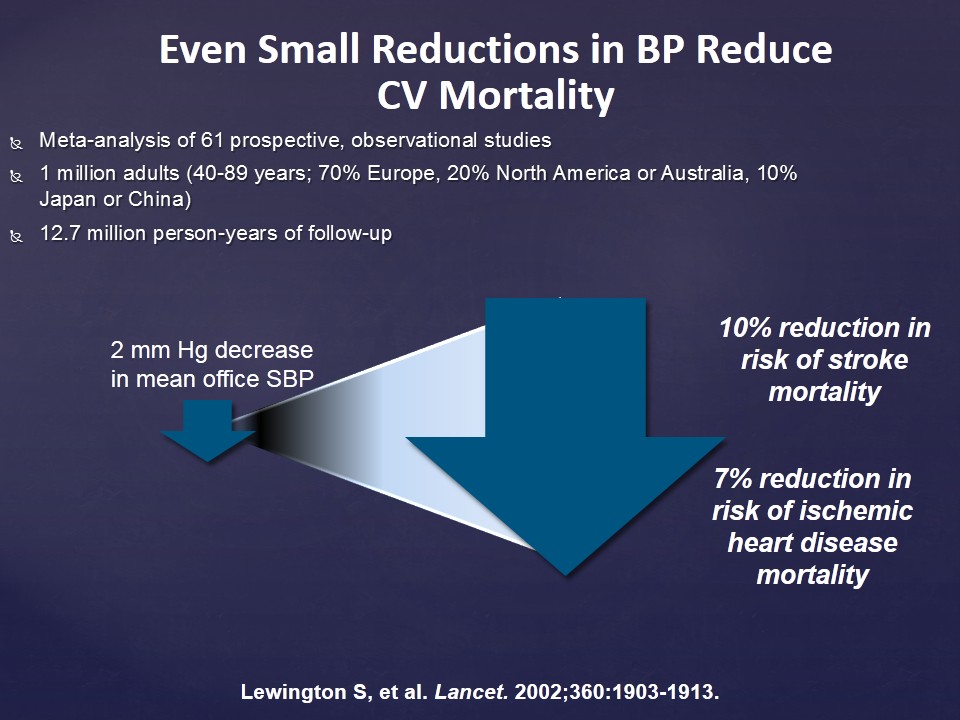 Even Small Reductions in BP Reduce
CV Mortality
Meta-analysis of 61 prospective, observational studies
1 million adults (40-89 years; 70% Europe, 20% North America or Australia, 10%
Japan or China)
12.7 million person-years of follow-up
2 mm Hg decrease
in mean office SBP
10% reduction in
risk of stroke
mortality
7% reduction in
risk of ischemic
heart disease
mortality
Lewington S, et al. Lancet. 2002;360:1903-1913.